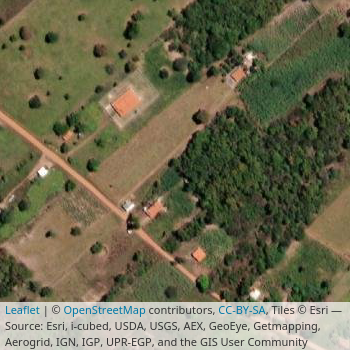 Leaflet | © OpenStreetMap contributors, CC-BY-SA, Tiles © Esri —
Source: Esri, i-cubed, USDA, USGS, AEX, GeoEye, Getmapping,
Aerogrid, IGN, IGP, UPR-EGP, and the GIS User Community